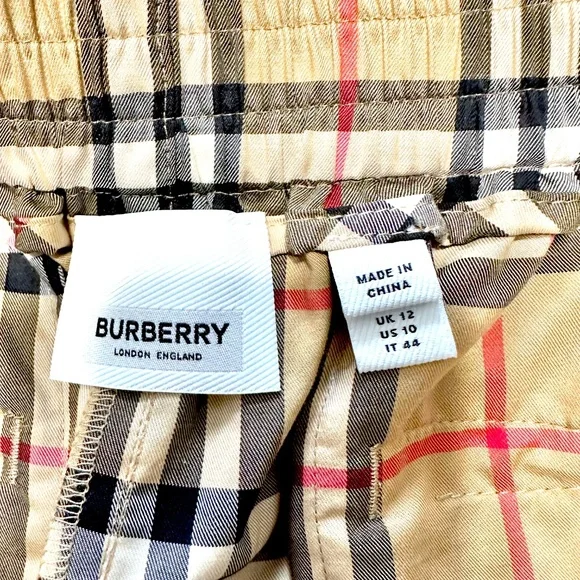 BURBERRY
LONDON ENGLAND
MADE IN
CHINA
UK 12
US 10
IT 44